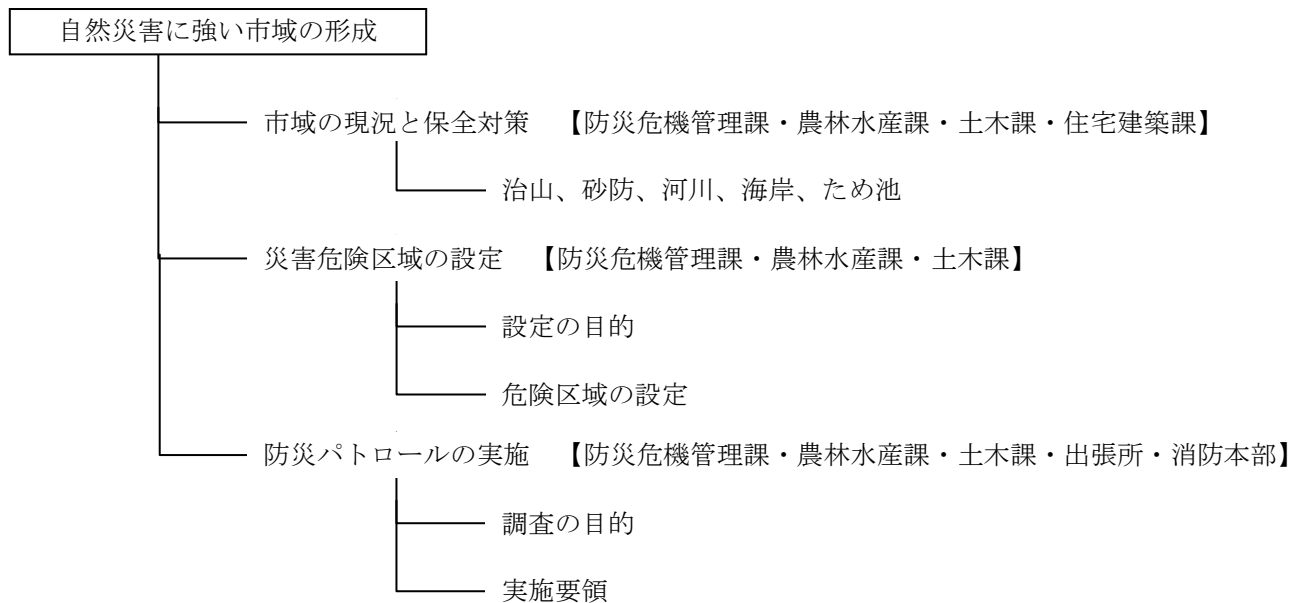 自然災害に強い市域の形成
市域の現況と保全対策 【防災危機管理課・農林水産課・土木課・住宅建築課】
治山、砂防、河川、海岸、ため池
災害危険区域の設定 【防災危機管理課・農林水産課・土木課】
設定の目的
危険区域の設定
防災パトロールの実施 【防災危機管理課・農林水産課・土木課・出張所・消防本部】
調査の目的
実施要領